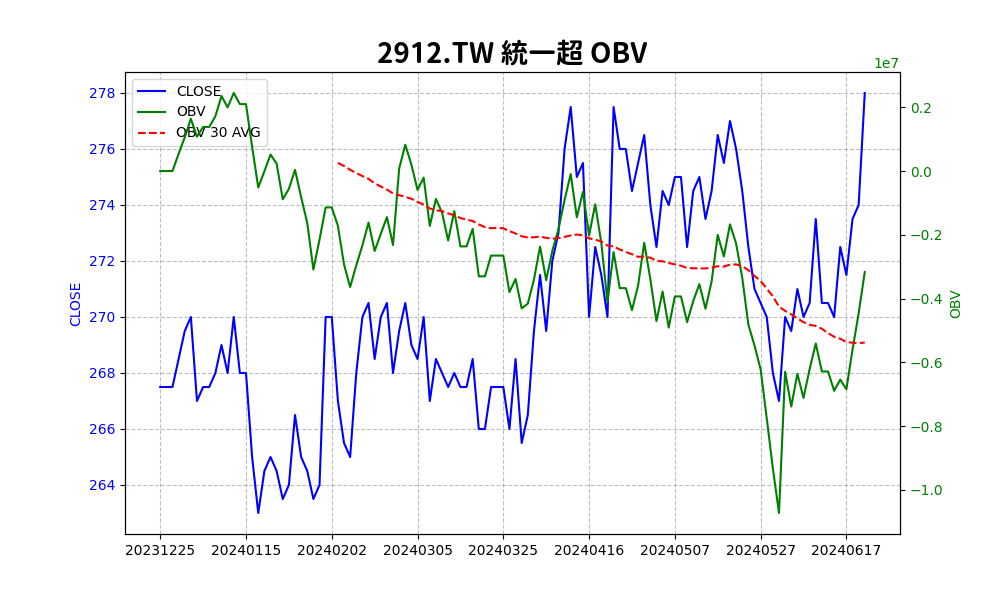 2912.TW 統一超 OBV
1e7
CLOSE
OBV
OBV 30 AVG
278
276
274
272
270
268
266
264
CLOSE
0.2
0.0
−0.2
−0.4
−0.6
−0.8
−1.0
OBV
20231225 20240115 20240202 20240305 20240325 20240416 20240507 20240527 20240617